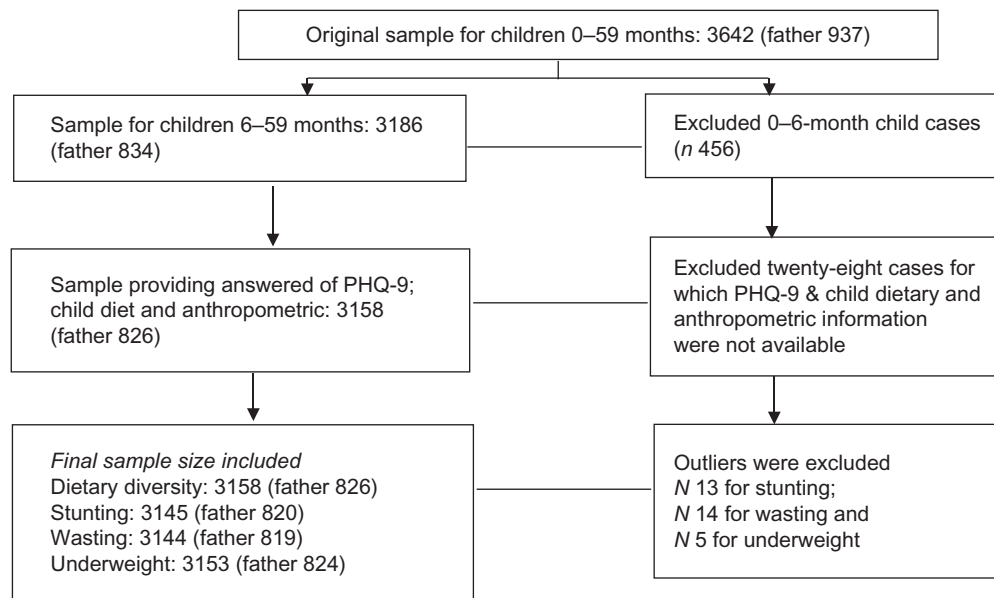 Original sample for children 0–59 months: 3642 (father 937)
Sample for children 6–59 months: 3186
(father 834)
Excluded 0–6-month child cases
(n 456)
Sample providing answered of PHQ-9;
child diet and anthropometric: 3158
(father 826)
Excluded twenty-eight cases for
which PHQ-9 & child dietary and
anthropometric information
were not available
Final sample size included
Dietary diversity: 3158 (father 826)
Stunting: 3145 (father 820)
Wasting: 3144 (father 819)
Underweight: 3153 (father 824)
Outliers were excluded
N 13 for stunting;
N 14 for wasting and
N 5 for underweight